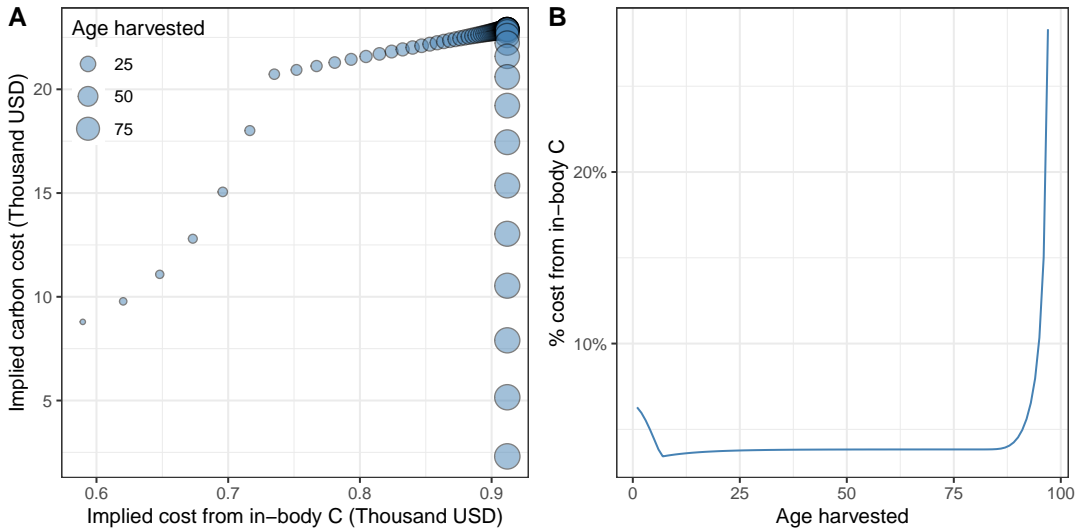 A
Age harvested
25
50
75
Implied carbon cost (Thousand USD)
20
15
10
5
0.6
0.7
0.8
0.9
Implied cost from in−body C (Thousand USD)
B
% cost from in−body C
20%
10%
0
25
50
75
100
Age harvested